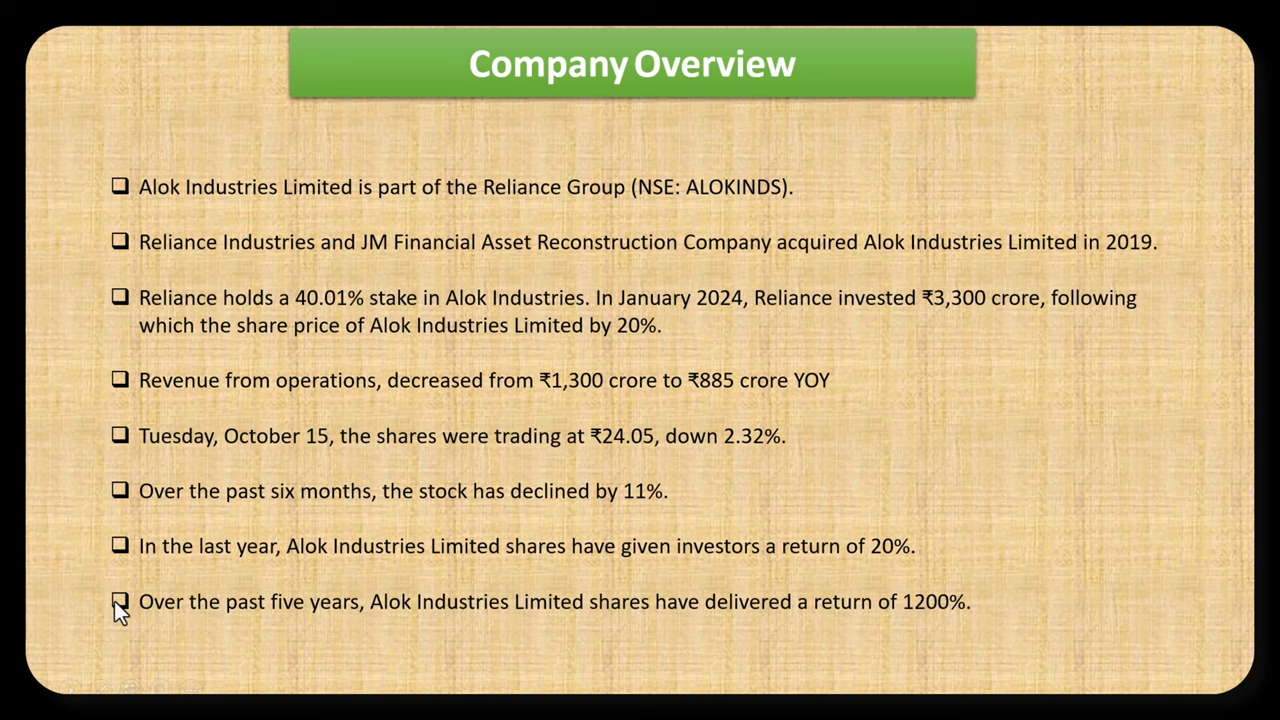 Company Overview
Alok Industries Limited is part of the Reliance Group (NSE: ALOKINDS).
Reliance Industries and JM Financial Asset Reconstruction Company acquired Alok Industries Limited in 2019.
Reliance holds a 40.01% stake in Alok Industries. In January 2024, Reliance invested ₹3,300 crore, following
which the share price of Alok Industries Limited by 20%.
Revenue from operations, decreased from ₹1,300 crore to ₹885 crore YOY
Tuesday, October 15, the shares were trading at ₹24.05, down 2.32%.
Over the past six months, the stock has declined by 11%.
In the last year, Alok Industries Limited shares have given investors a return of 20%.
Over the past five years, Alok Industries Limited shares have delivered a return of 1200%.